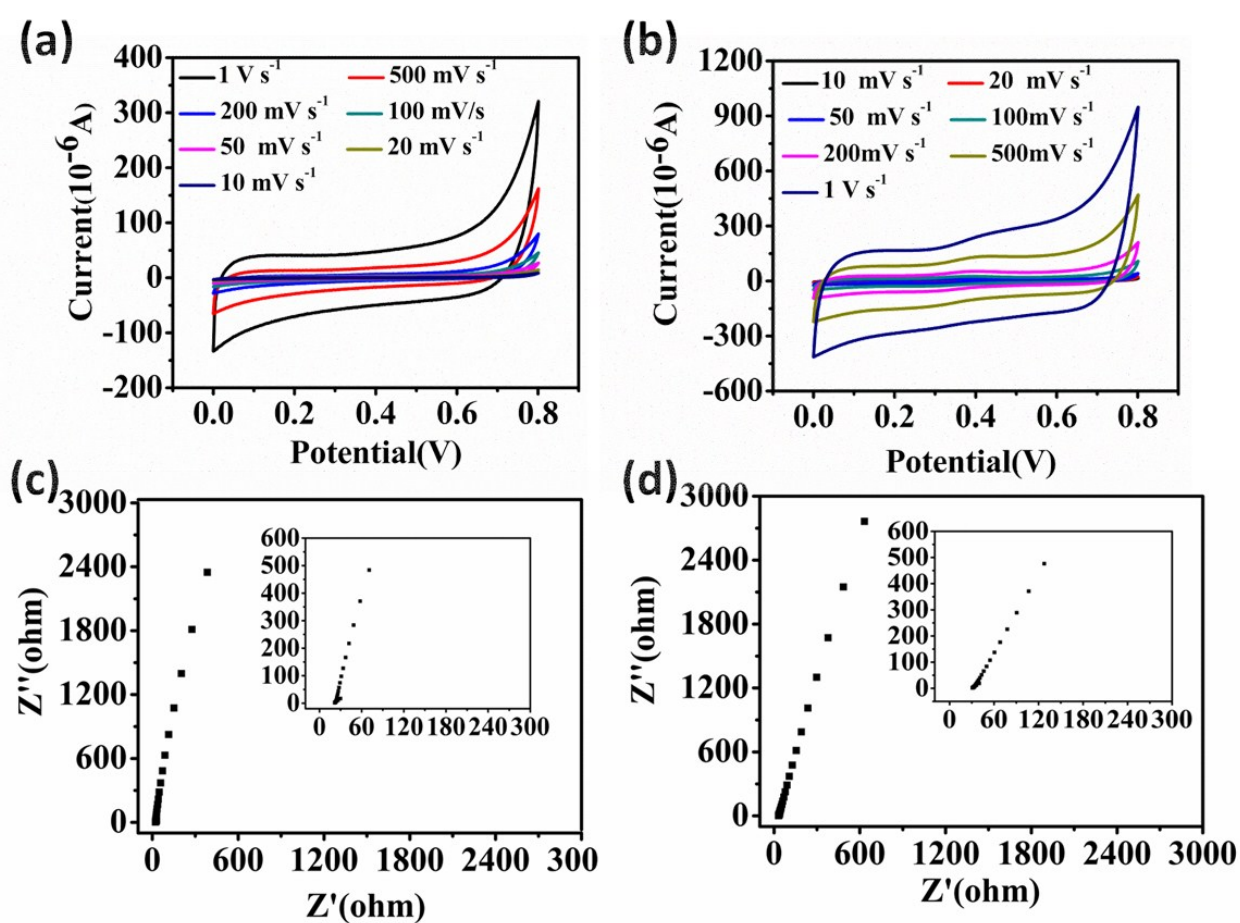 (a)
400
300
200
100
0
-100
-200
Current(10⁻⁶A)
1 V s⁻¹ 500 mV s⁻¹
200 mV s⁻¹ 100 mV/s
50 mV s⁻¹ 20 mV s⁻¹
10 mV s⁻¹
0.0 0.2 0.4 0.6 0.8
Potential(V)
(b)
1200
900
600
300
0
-300
-600
Current(10⁻⁶A)
10 mV s⁻¹ 20 mV s⁻¹
50 mV s⁻¹ 100mV s⁻¹
200mV s⁻¹ 500mV s⁻¹
1 V s⁻¹
0.0 0.2 0.4 0.6 0.8
Potential(V)
(c)
3000
2400
1800
1200
600
0
Z''(ohm)
600
500
400
300
200
100
0
0 60 120 180 240 300
0 600 1200 1800 2400 300
Z'(ohm)
(d)
3000
2400
1800
1200
600
0
Z''(ohm)
600
500
400
300
200
100
0
0 60 120 180 240 300
0 600 1200 1800 2400 3000
Z'(ohm)